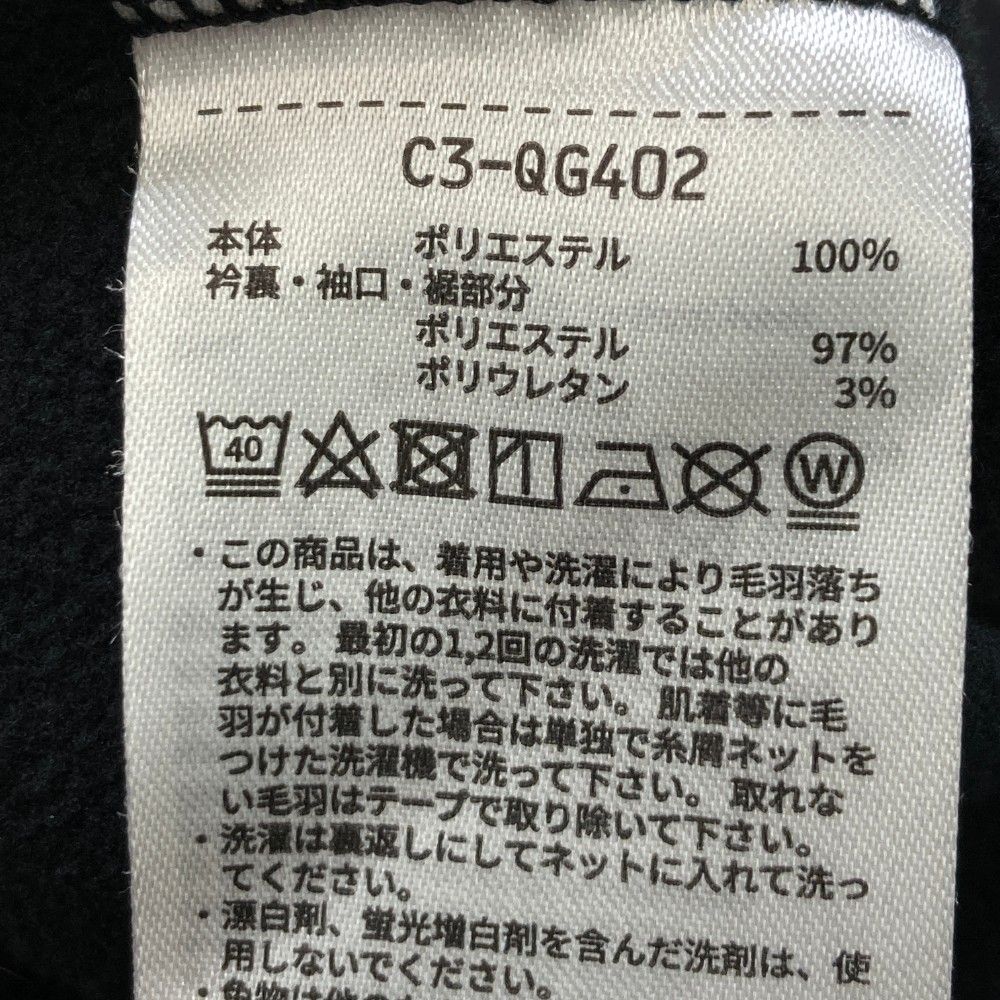 C3-QG402
本体 ポリエステル 100%
衿裏・袖口・裾部分
ポリエステル 97%
ポリウレタン 3%
40 W
・この商品は、着用や洗濯により毛羽落ち
が生じ、他の衣料に付着することがあり
ます。最初の1,2回の洗濯では他の
衣料と別に洗って下さい。肌着等に毛
羽が付着した場合は単独で糸屑ネットを
つけた洗濯機で洗って下さい。取れな
い毛羽はテープで取り除いて下さい。
・洗濯は裏返しにしてネットに入れて洗っ
てください。
・漂白剤、蛍光増白剤を含んだ洗剤は、使
用しないでください。
・色物は他の